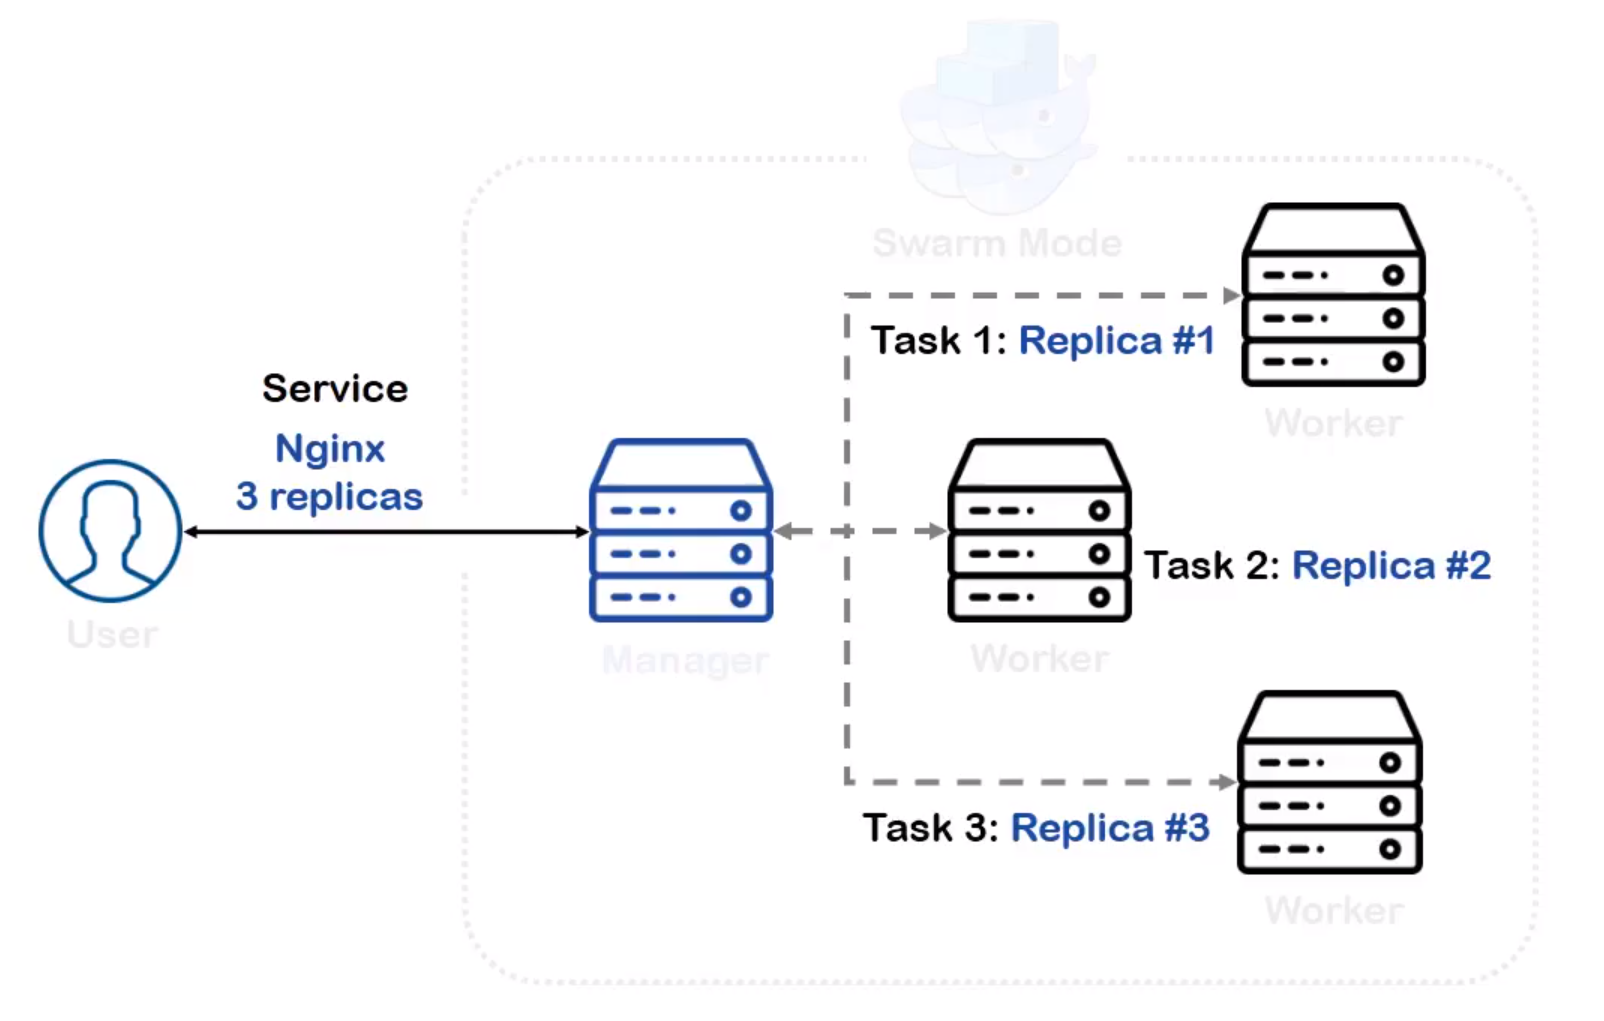 Swarm Mode
Task 1: Replica #1
Worker
Service
Nginx
3 replicas
User
Manager
Worker
Task 2: Replica #2
Task 3: Replica #3
Worker